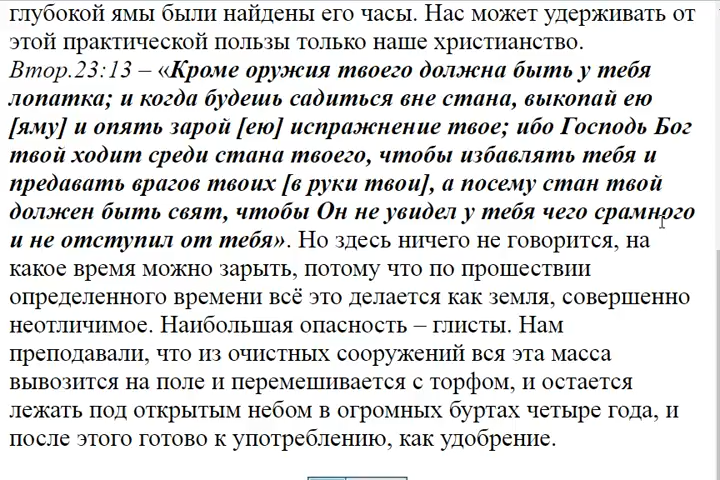 глубокой ямы были найдены его часы. Нас может удерживать от
этой практической пользы только наше христианство.
Втор.23:13 – «Кроме оружия твоего должна быть у тебя
лопатка; и когда будешь садиться вне стана, выкопай ею
[яму] и опять зарой [ею] испражнение твое; ибо Господь Бог
твой ходит среди стана твоего, чтобы избавлять тебя и
предавать врагов твоих [в руки твои], а посему стан твой
должен быть свят, чтобы Он не увидел у тебя чего срамного
и не отступил от тебя». Но здесь ничего не говорится, на
какое время можно зарыть, потому что по прошествии
определенного времени всё это делается как земля, совершенно
неотличимое. Наибольшая опасность – глисты. Нам
преподавали, что из очистных сооружений вся эта масса
вывозится на поле и перемешивается с торфом, и остается
лежать под открытым небом в огромных буртах четыре года, и
после этого готово к употреблению, как удобрение.